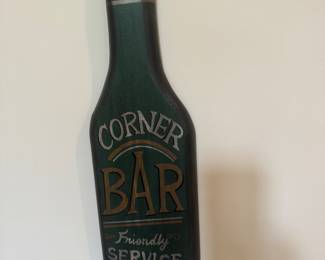 CORNER
BAR
Friendly
SERVICE